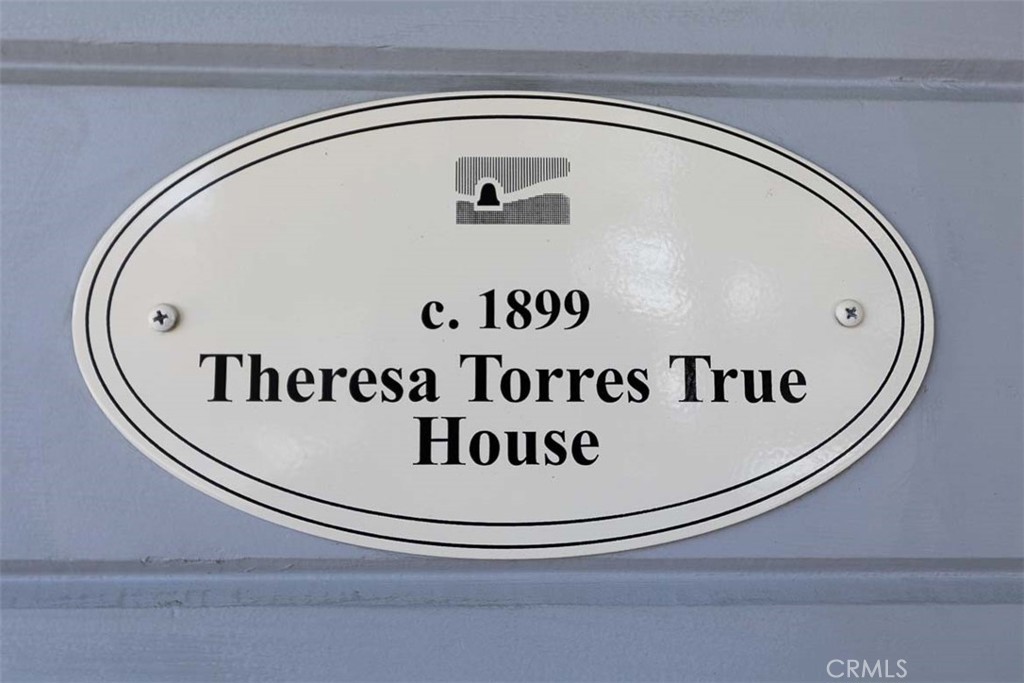 c. 1899
Theresa Torres True
House
CRMLS